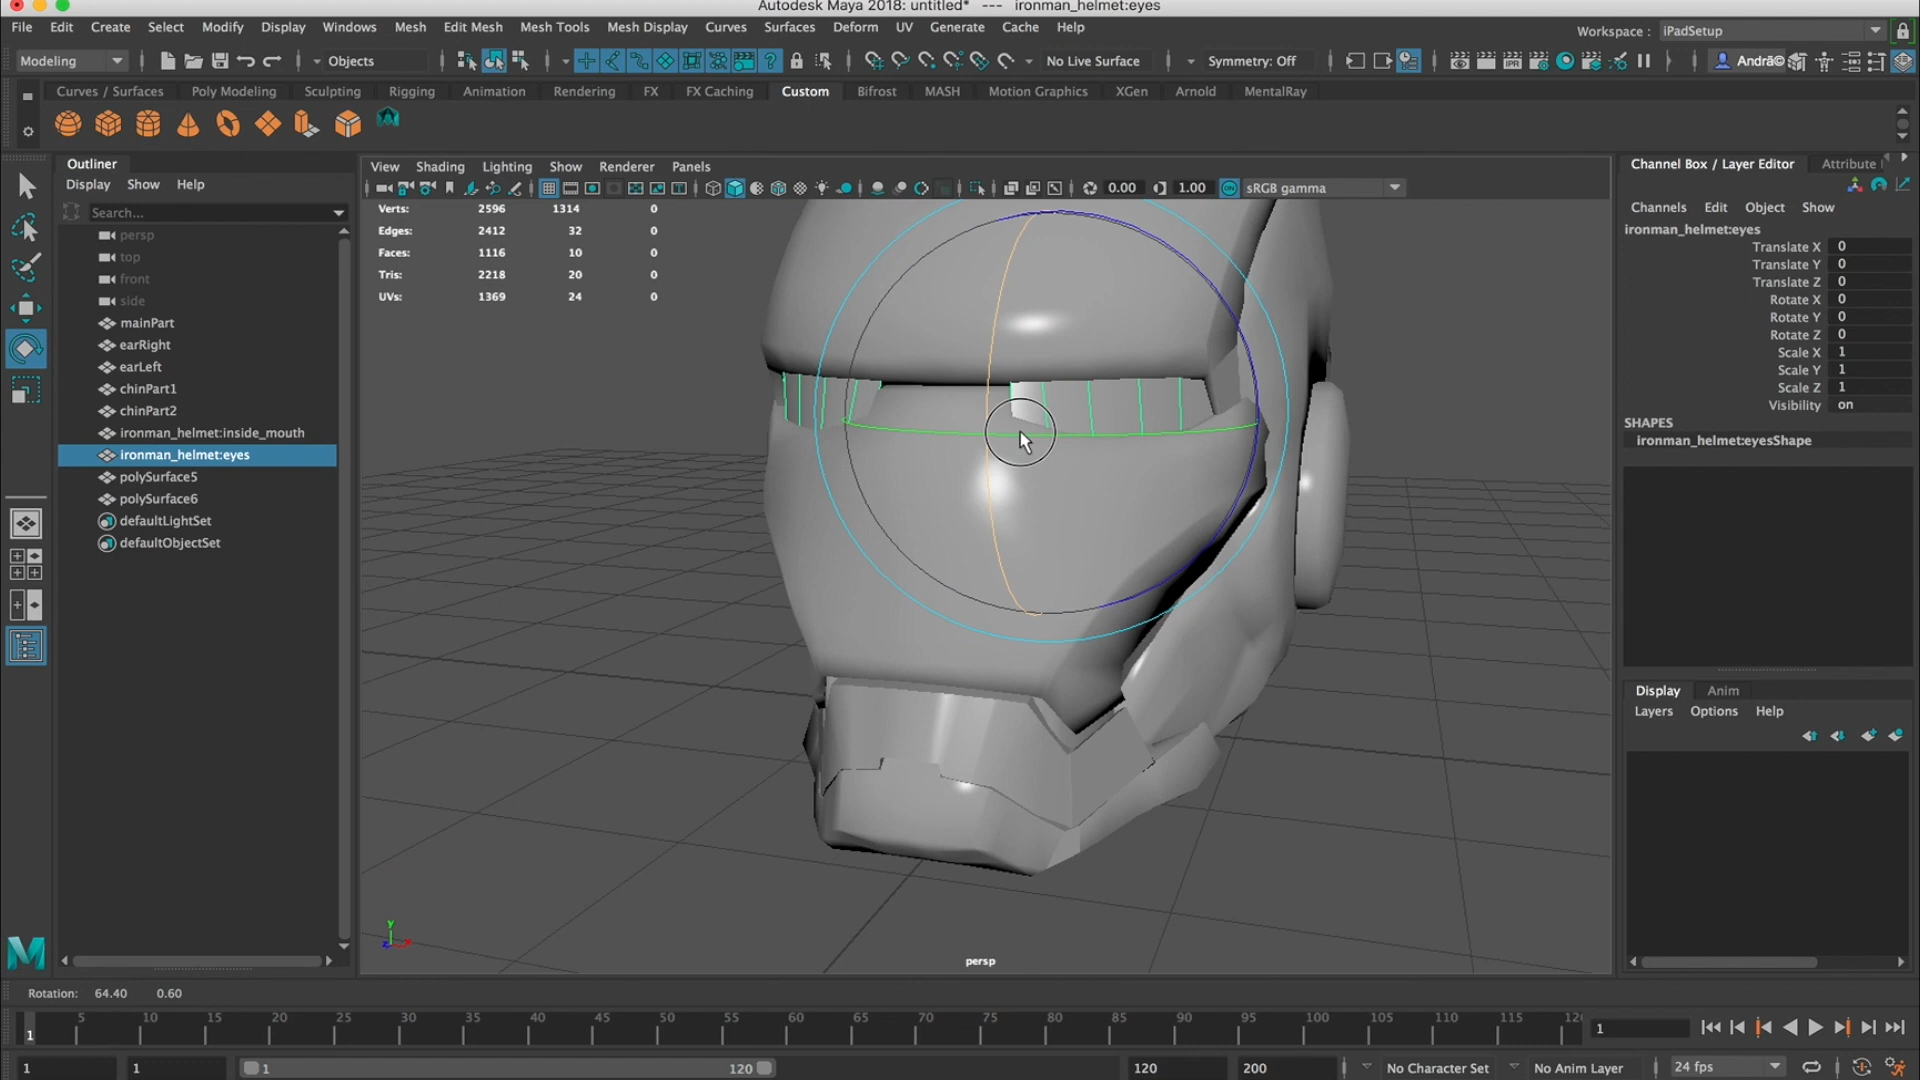 Autodesk Maya 2018: untitled* --- ironman_helmet:eyes
File Edit Create Select Modify Display Windows Mesh Edit Mesh Mesh Tools Mesh Display Curves Surfaces Deform UV Generate Cache Help
Workspace : iPadSetup
Modeling Objects No Live Surface Symmetry: Off Andrã©
Curves / Surfaces Poly Modeling Sculpting Rigging Animation Rendering FX FX Caching Custom Bifrost MASH Motion Graphics XGen Arnold MentalRay
Outliner
Display Show Help
Search...
persp
top
front
side
mainPart
earRight
earLeft
chinPart1
chinPart2
ironman_helmet:inside_mouth
ironman_helmet:eyes
polySurface5
polySurface6
defaultLightSet
defaultObjectSet
View Shading Lighting Show Renderer Panels
0.00 1.00 ON sRGB gamma
Verts: 2596 1314 0
Edges: 2412 32 0
Faces: 1116 10 0
Tris: 2218 20 0
UVs: 1369 24 0
y
z x
persp
Channel Box / Layer Editor Attribute
Channels Edit Object Show
ironman_helmet:eyes
Translate X 0
Translate Y 0
Translate Z 0
Rotate X 0
Rotate Y 0
Rotate Z 0
Scale X 1
Scale Y 1
Scale Z 1
Visibility on
SHAPES
ironman_helmet:eyesShape
Display Anim
Layers Options Help
Rotation: 64.40 0.60
1 5 10 15 20 25 30 35 40 45 50 55 60 65 70 75 80 85 90 95 100 105 110 115 12
1
1 1 1 120 120 200 No Character Set No Anim Layer 24 fps